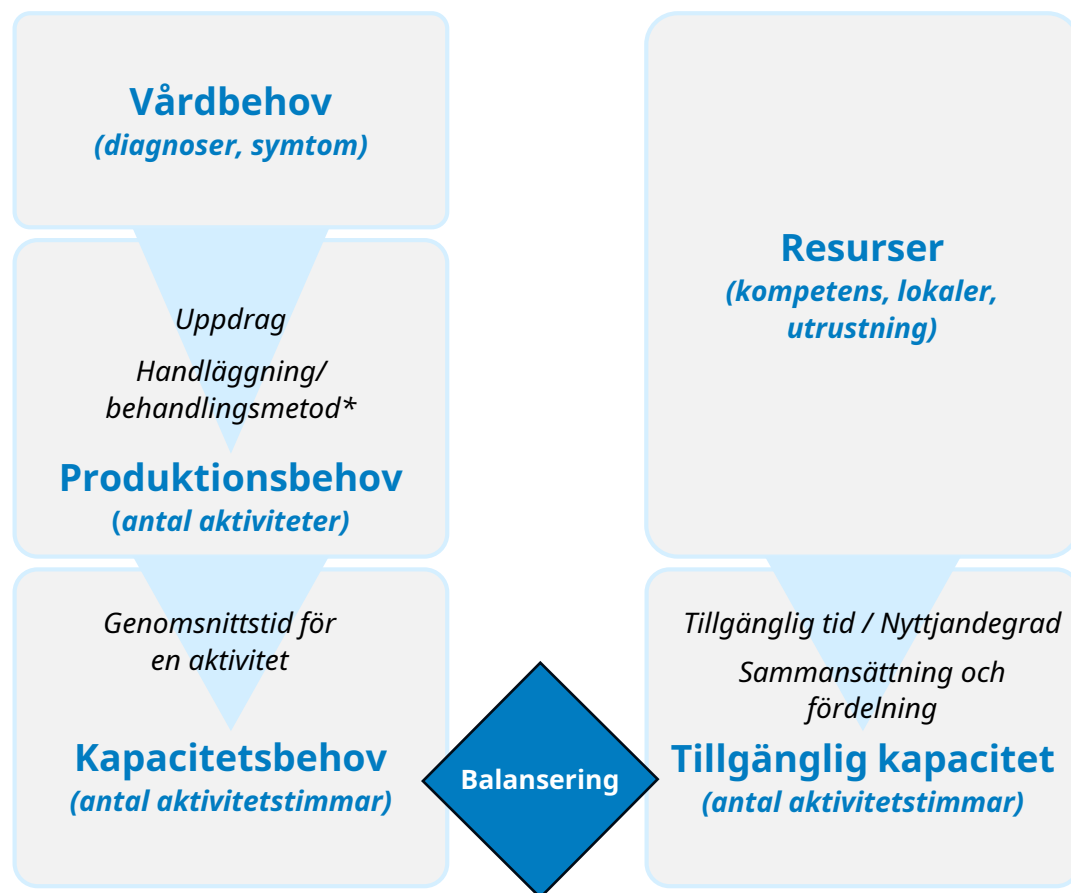 Vårdbehov
(diagnoser, symtom)
Uppdrag
Handläggning/
behandlingsmetod*
Produktionsbehov
(antal aktiviteter)
Genomsnittstid för
en aktivitet
Kapacitetsbehov
(antal aktivitetstimmar)
Balansering
Resurser
(kompetens, lokaler,
utrustning)
Tillgänglig tid / Nyttjandegrad
Sammansättning och
fördelning
Tillgänglig kapacitet
(antal aktivitetstimmar)